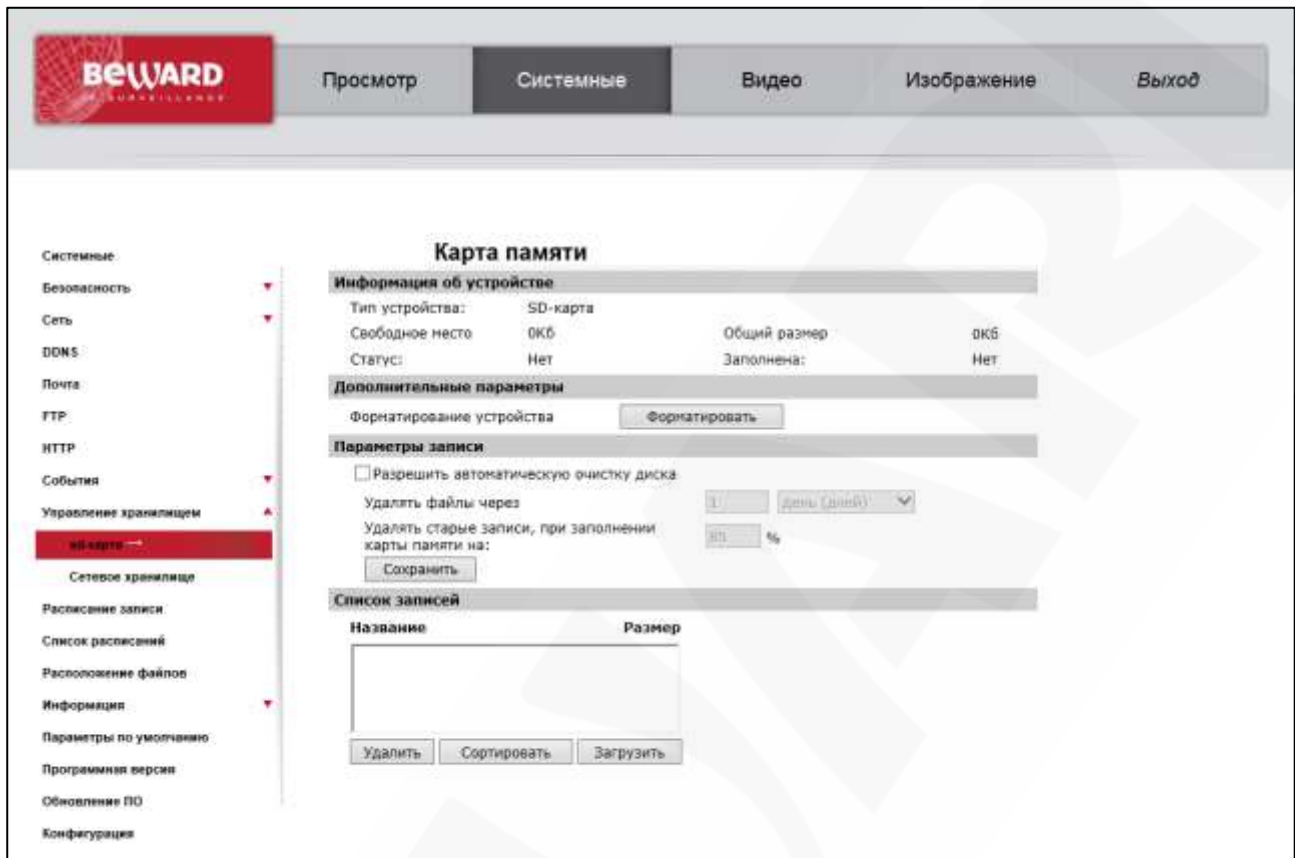 BEWARD
Просмотр Системные Видео Изображение Выход
Карта памяти
Системные
Безопасность
Сеть
DDNS
Почта
FTP
HTTP
События
Управление хранилищем
sd-карта →
Сетевое хранилище
Расписание записи
Список расписаний
Расположение файлов
Информация
Параметры по умолчанию
Программная версия
Обновление ПО
Конфигурация
Информация об устройстве
Тип устройства: SD-карта
Свободное место 0Кб Общий размер 0Кб
Статус: Нет Заполнена: Нет
Дополнительные параметры
Форматирование устройства Форматировать
Параметры записи
Разрешить автоматическую очистку диска
Удалять файлы через 1 день (дней)
Удалять старые записи, при заполнении
карты памяти на: %
Сохранить
Список записей
Название Размер
Удалить Сортировать Загрузить